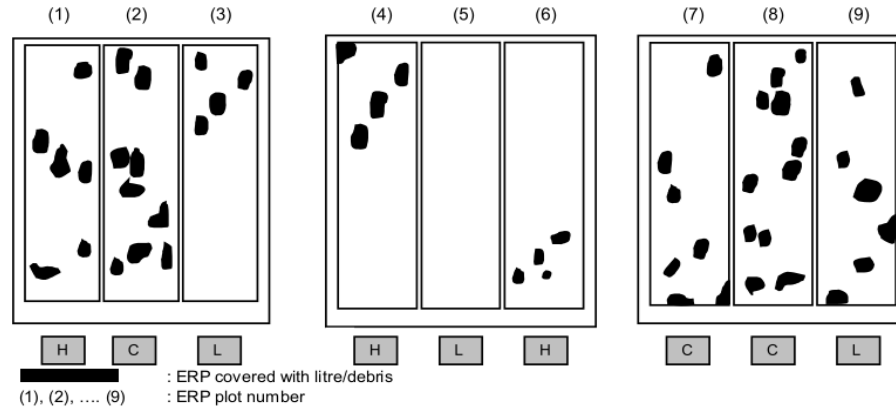 (1) (2) (3) (4) (5) (6) (7) (8) (9)
H C L H L H C C L
: ERP covered with litre/debris
(1), (2), .... (9) : ERP plot number